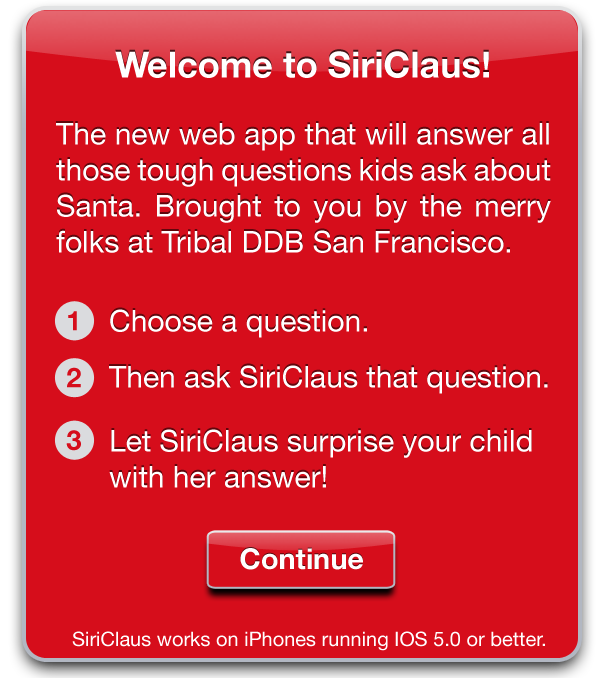 Welcome to SiriClaus!
The new web app that will answer all
those tough questions kids ask about
Santa. Brought to you by the merry
folks at Tribal DDB San Francisco.
1 Choose a question.
2 Then ask SiriClaus that question.
3 Let SiriClaus surprise your child
with her answer!
Continue
SiriClaus works on iPhones running IOS 5.0 or better.